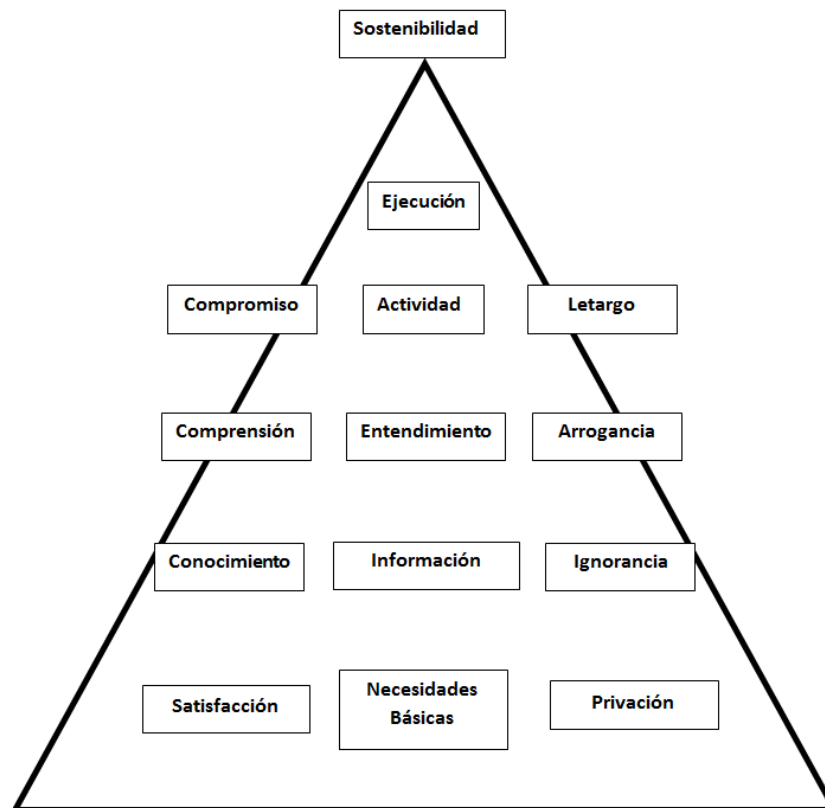 Sostenibilidad
Ejecución
Compromiso
Actividad
Letargo
Comprensión
Entendimiento
Arrogancia
Conocimiento
Información
Ignorancia
Satisfacción
Necesidades
Básicas
Privación